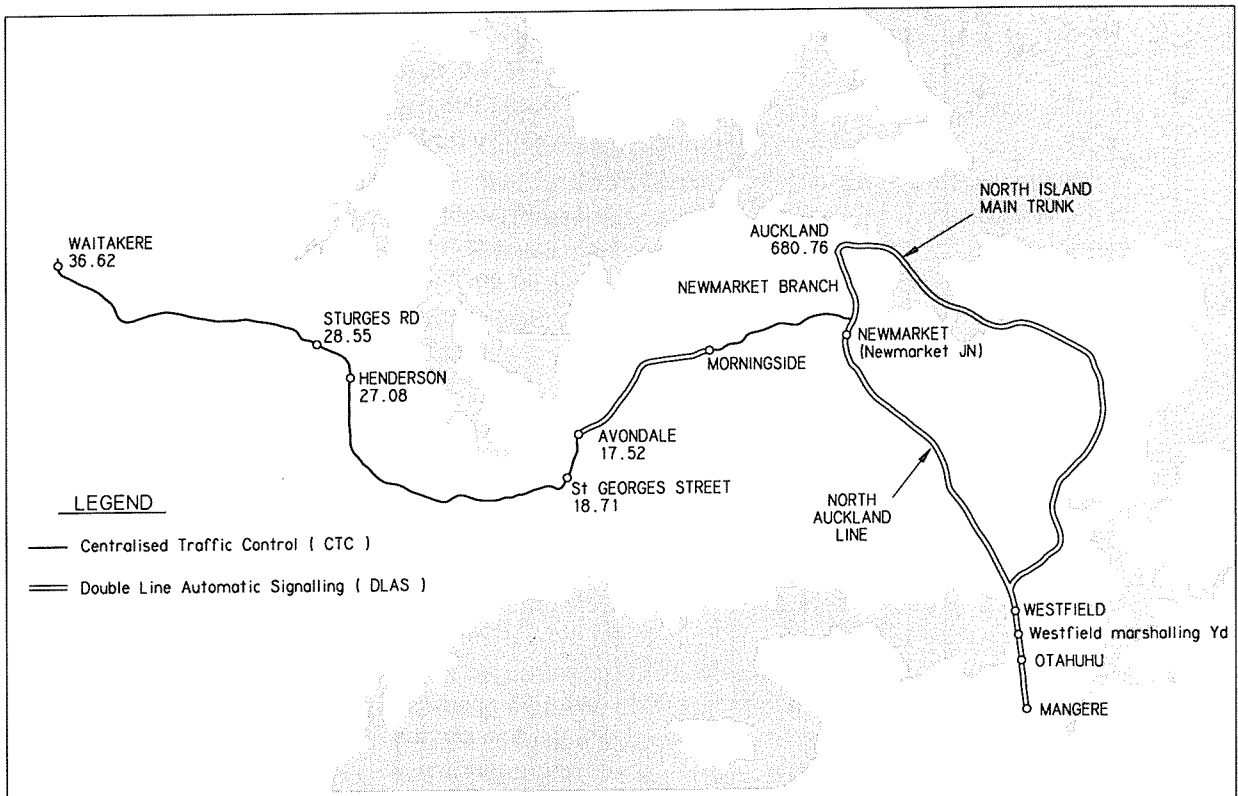 WAITAKERE
36.62
STURGES RD
28.55
HENDERSON
27.08
AUCKLAND
680.76
NORTH ISLAND
MAIN TRUNK
NEWMARKET BRANCH
NEWMARKET
(Newmarket JN)
MORNINGSIDE
AVONDALE
17.52
St GEORGES STREET
18.71
NORTH
AUCKLAND
LINE
WESTFIELD
Westfield marshalling Yd
OTAHUHU
MANGERE
LEGEND
Centralised Traffic Control ( CTC )
Double Line Automatic Signalling ( DLAS )